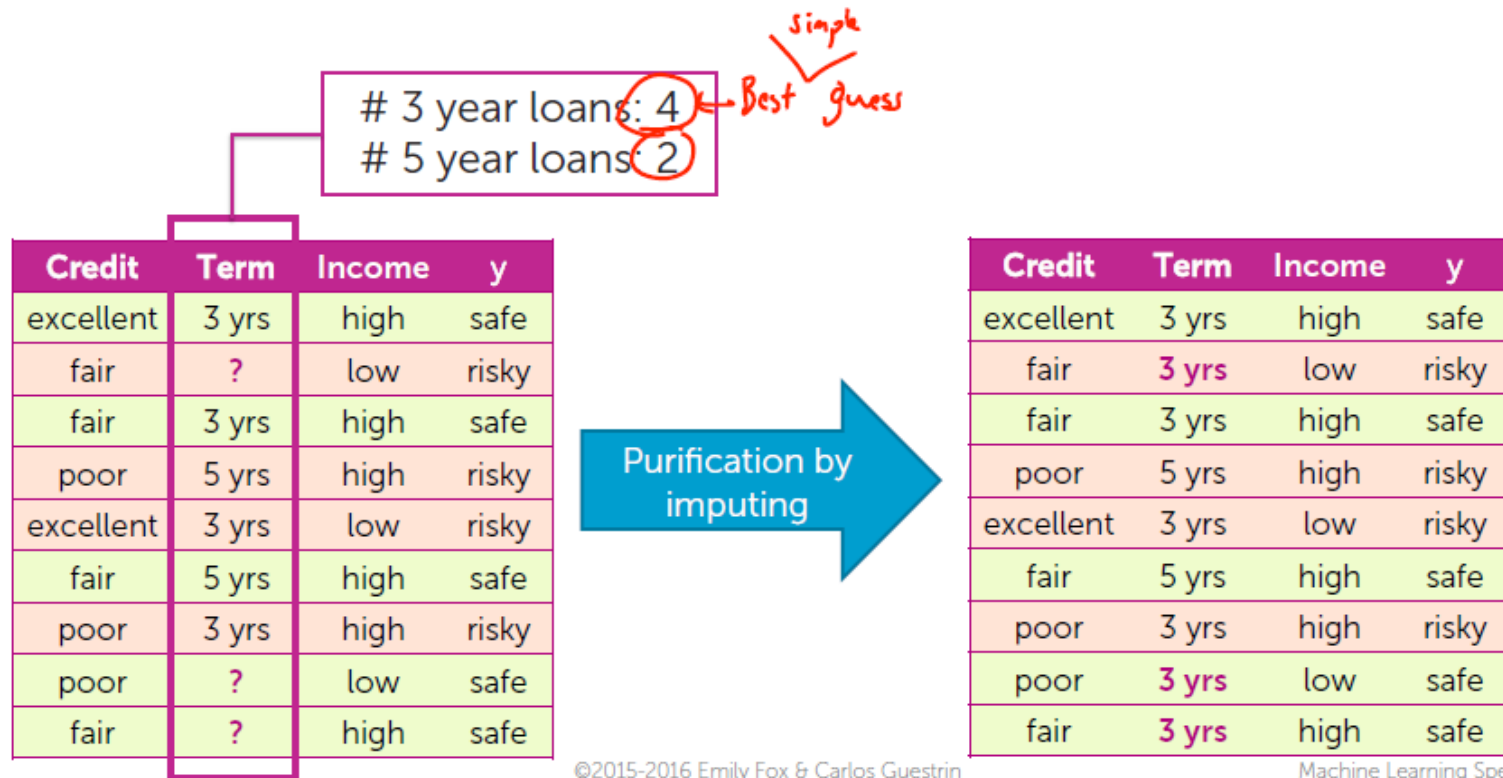 simple
# 3 year loans: 4 Best guess
# 5 year loans: 2
Credit Term Income y
excellent 3 yrs high safe
fair ? low risky
fair 3 yrs high safe
poor 5 yrs high risky
excellent 3 yrs low risky
fair 5 yrs high safe
poor 3 yrs high risky
poor ? low safe
fair ? high safe
Purification by
imputing
Credit Term Income y
excellent 3 yrs high safe
fair 3 yrs low risky
fair 3 yrs high safe
poor 5 yrs high risky
excellent 3 yrs low risky
fair 5 yrs high safe
poor 3 yrs high risky
poor 3 yrs low safe
fair 3 yrs high safe
©2015-2016 Emily Fox & Carlos Guestrin
Machine Learning Spe